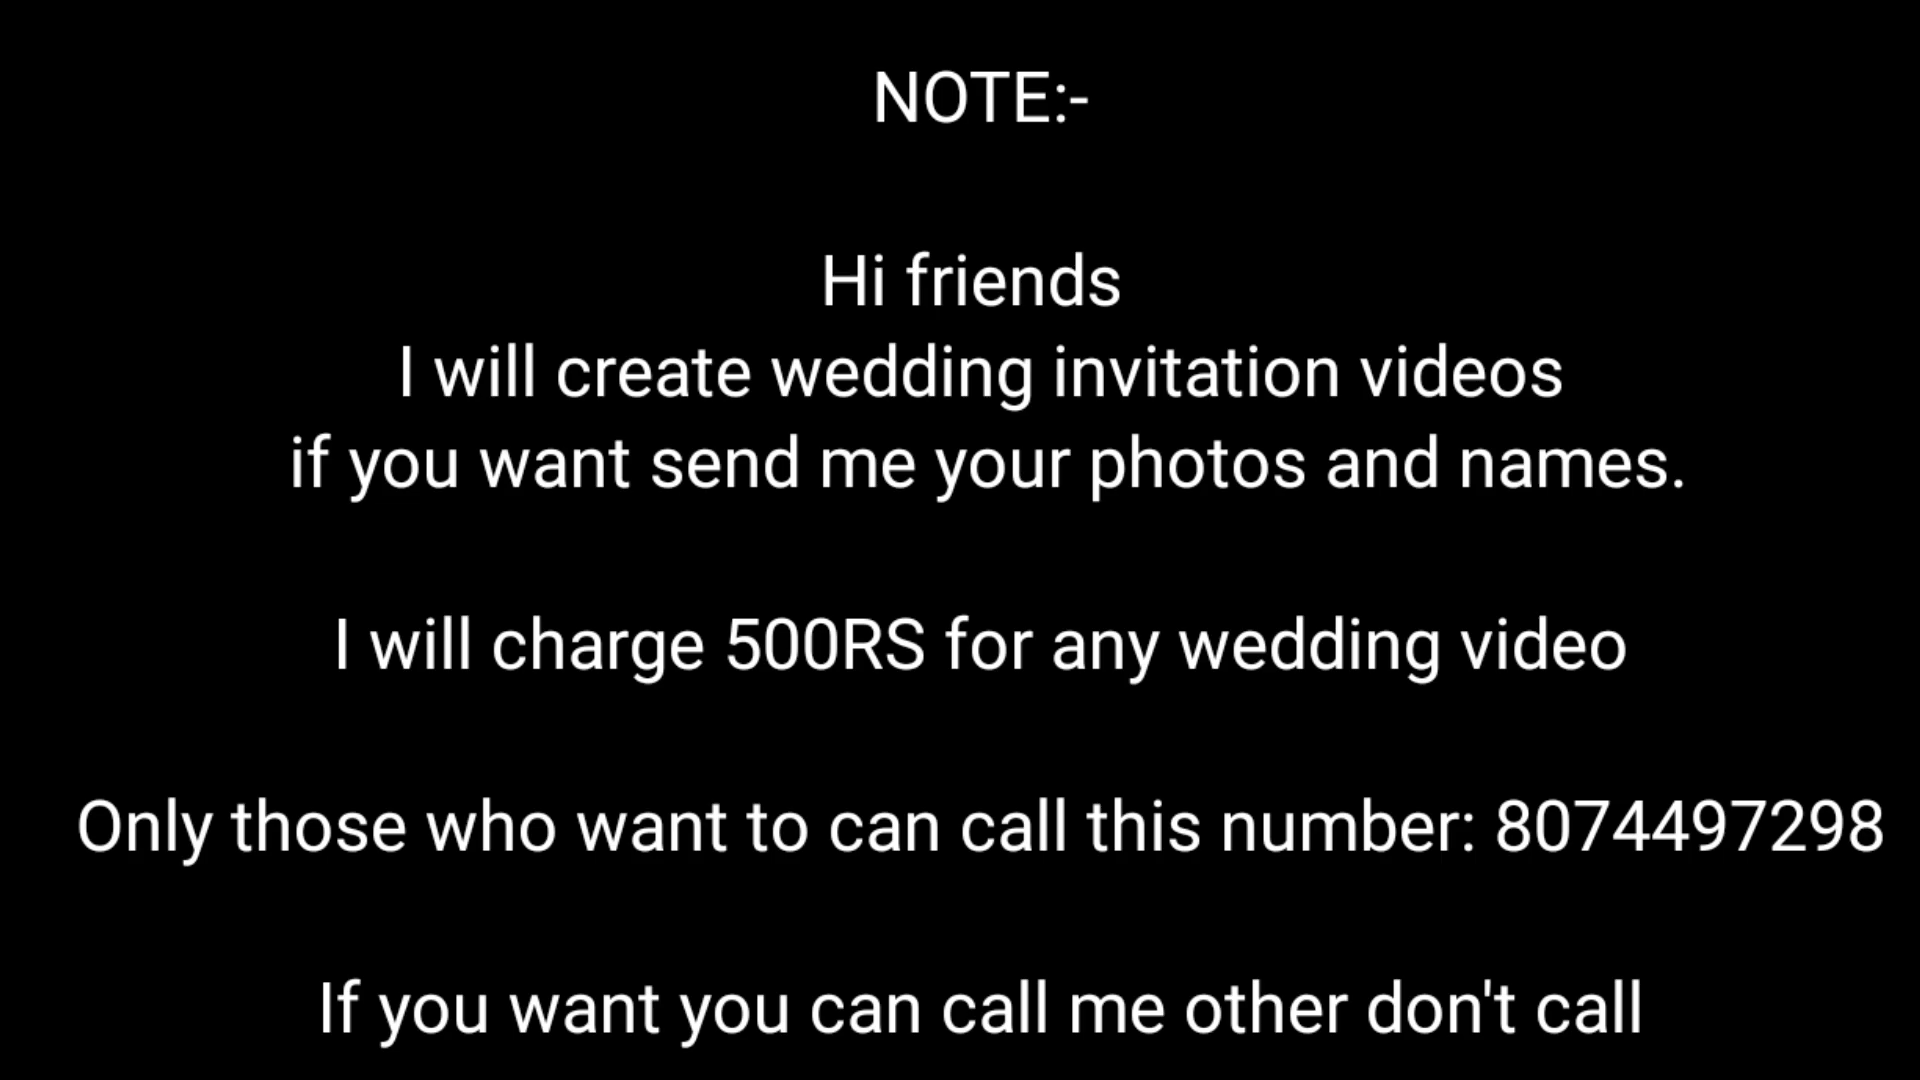 NOTE:-
Hi friends
I will create wedding invitation videos
if you want send me your photos and names.
I will charge 500RS for any wedding video
Only those who want to can call this number: 8074497298
If you want you can call me other don't call